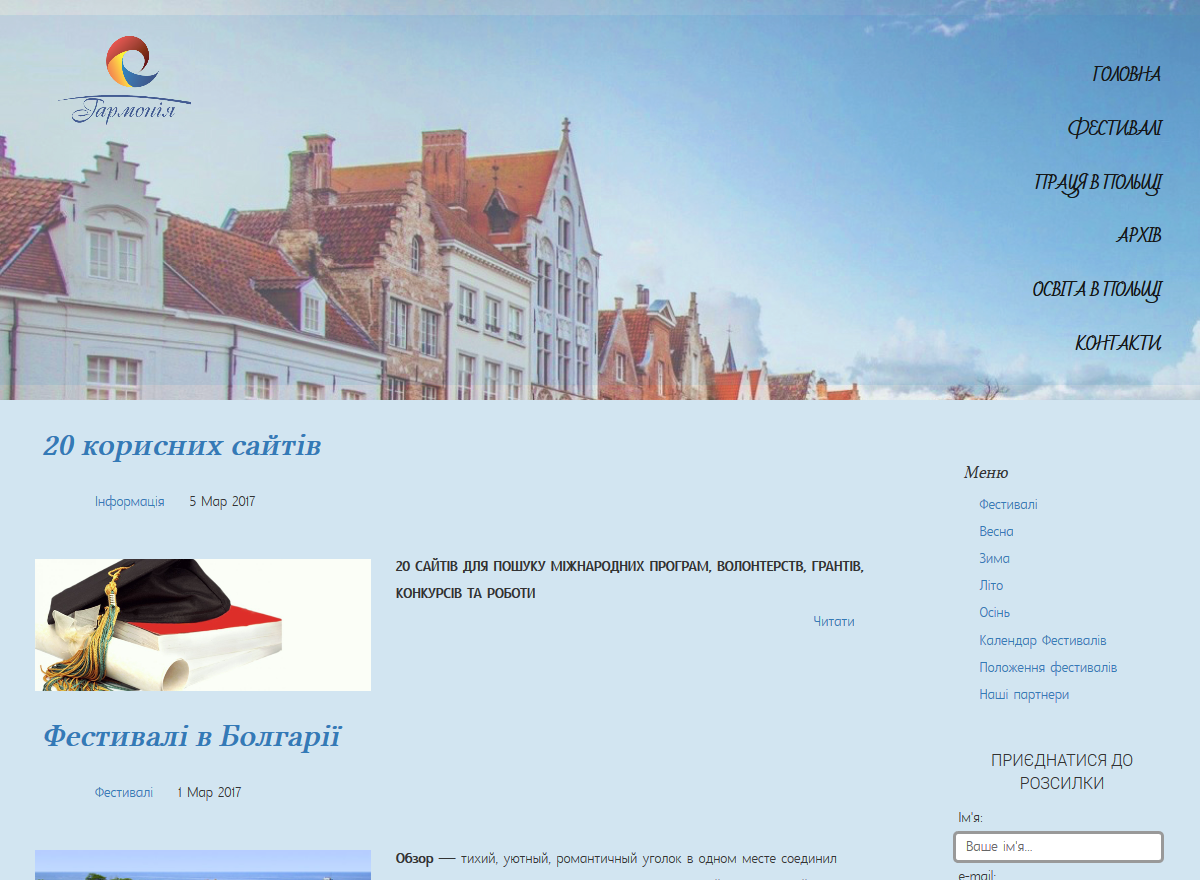 Гармонія
ГОЛОВНА
ФЕСТИВАЛІ
ПРАЦЯ В ПОЛЬЩІ
АРХІВ
ОСВІТА В ПОЛЬЩІ
КОНТАКТИ
20 корисних сайтів
Інформація 5 Мар 2017
20 САЙТІВ ДЛЯ ПОШУКУ МІЖНАРОДНИХ ПРОГРАМ, ВОЛОНТЕРСТВ, ГРАНТІВ,
КОНКУРСІВ ТА РОБОТИ
Читати
Фестивалі в Болгарії
Фестивалі 1 Мар 2017
Обзор — тихий, уютный, романтичный уголок в одном месте соединил
Меню
Фестивалі
Весна
Зима
Літо
Осінь
Календар Фестивалів
Положення фестивалів
Наші партнери
ПРИЄДНАТИСЯ ДО
РОЗСИЛКИ
Ім'я:
Ваше ім'я...
e-mail: